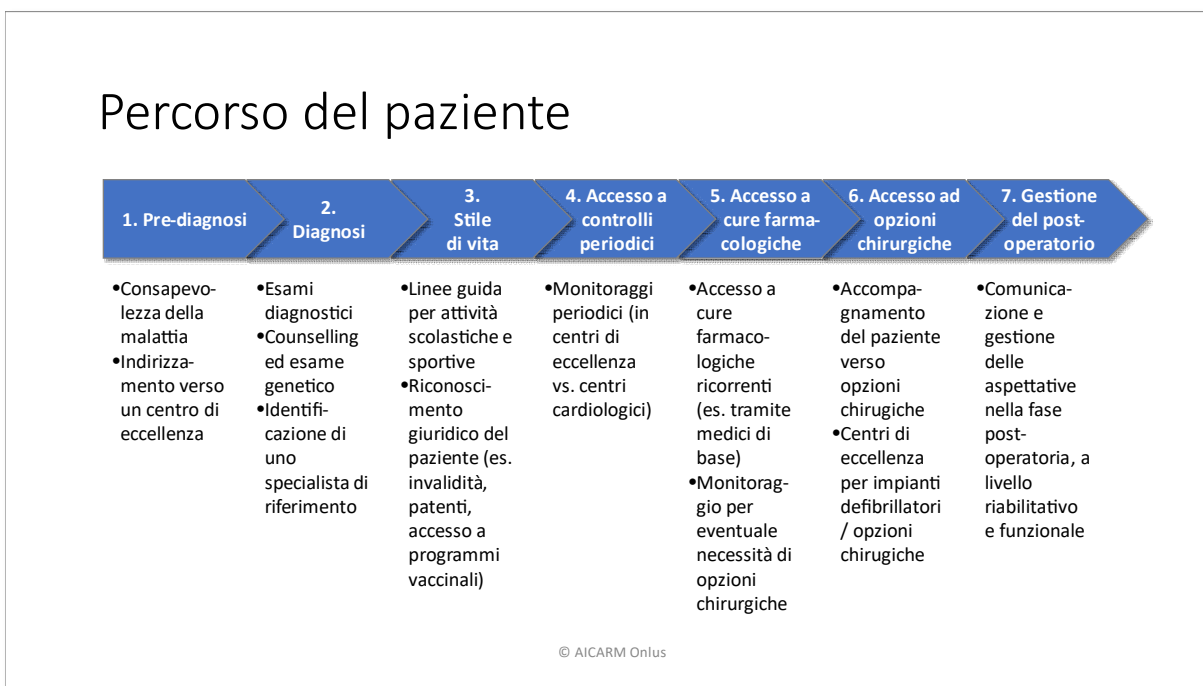 Percorso del paziente
1. Pre-diagnosi
2.
Diagnosi
3.
Stile
di vita
4. Accesso a
controlli
periodici
5. Accesso a
cure farma-
cologiche
6. Accesso ad
opzioni
chirurgiche
7. Gestione
del post-
operatorio
•Consapevo-
lezza della
malattia
•Indirizza-
mento verso
un centro di
eccellenza
•Esami
diagnostici
•Counselling
ed esame
genetico
•Identifi-
cazione di
uno
specialista di
riferimento
•Linee guida
per attività
scolastiche e
sportive
•Riconosci-
mento
giuridico del
paziente (es.
invalidità,
patenti,
accesso a
programmi
vaccinali)
•Monitoraggi
periodici (in
centri di
eccellenza
vs. centri
cardiologici)
•Accesso a
cure
farmaco-
logiche
ricorrenti
(es. tramite
medici di
base)
•Monitorag-
gio per
eventuale
necessità di
opzioni
chirurgiche
•Accompa-
gnamento
del paziente
verso
opzioni
chirugiche
•Centri di
eccellenza
per impianti
defibrillatori
/ opzioni
chirugiche
•Comunica-
zione e
gestione
delle
aspettative
nella fase
post-
operatoria, a
livello
riabilitativo
e funzionale
© AICARM Onlus